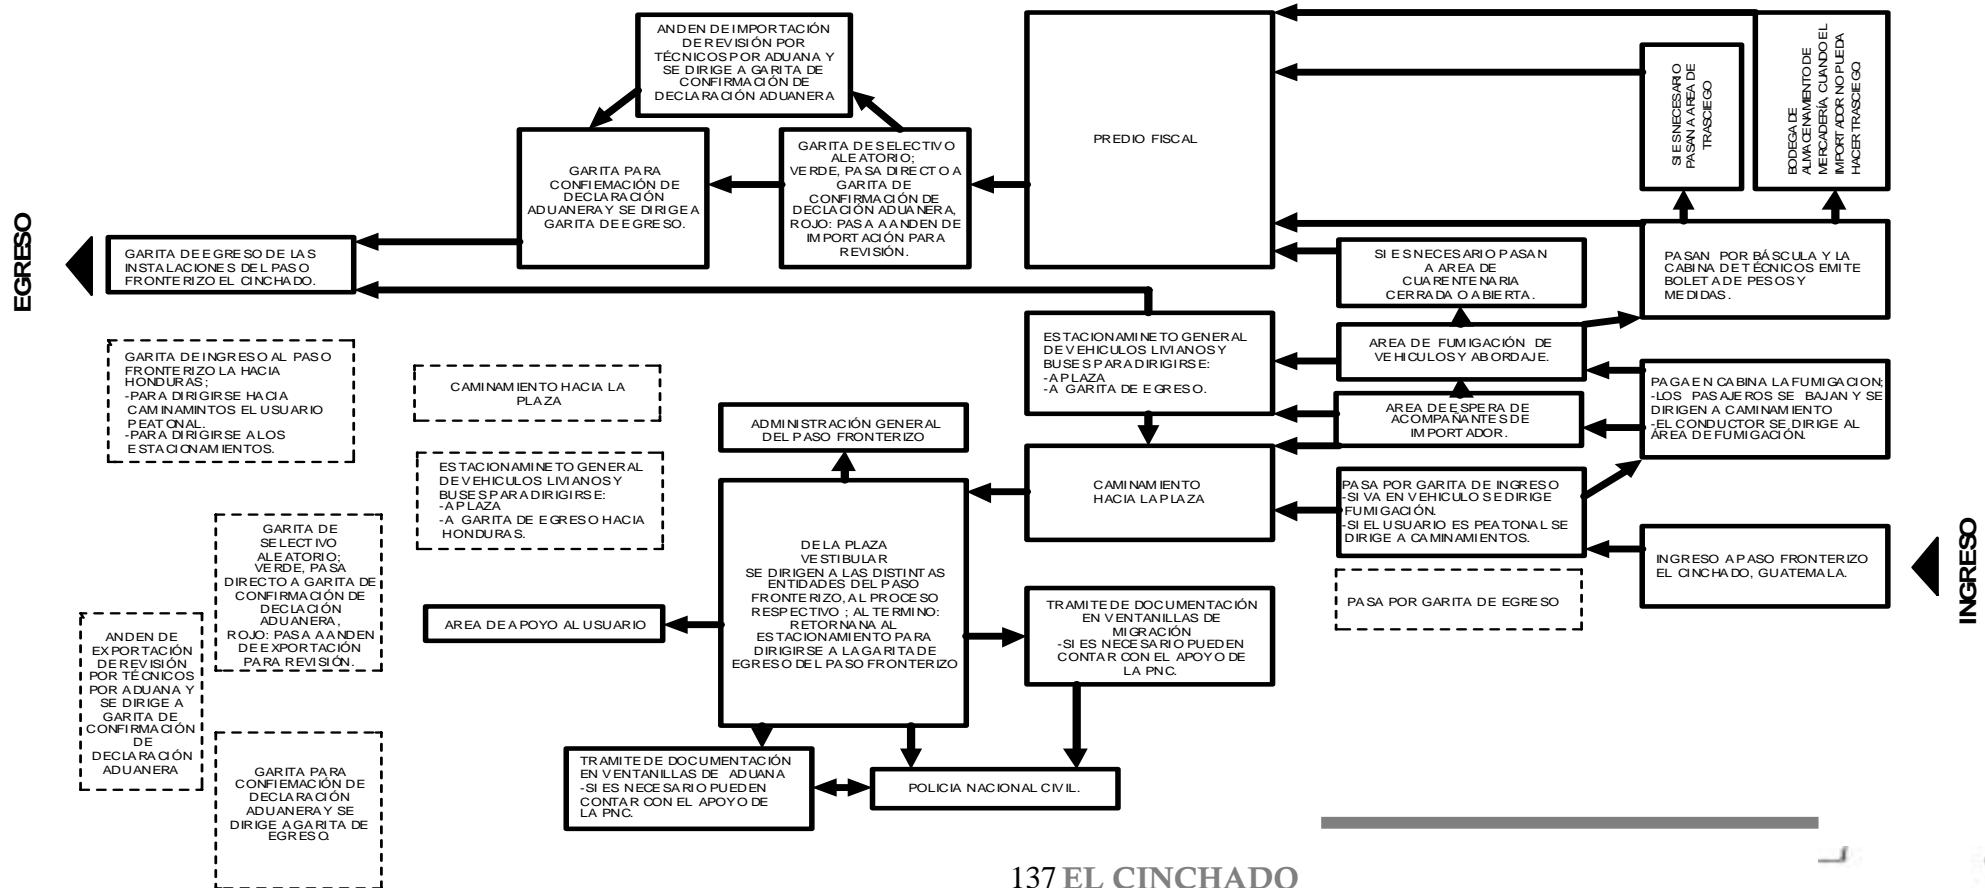 ANDEN DE IMPORTACIÓN
DE REVISIÓN POR
TÉCNICOS POR ADUANA Y
SE DIRIGE A GARITA DE
CONFIRMACIÓN DE
DECLARACIÓN ADUANERA
PREDIO FISCAL
SI ES NECESARIO
PASAN A AREA DE
TRASCIEGO
BODEGA DE
ALMACENAMIENTO DE
MERCADERÍA, CUANDO EL
IMPORTADOR NO PUEDA
HACER TRASCIEGO
GARITA PARA
CONFIEMACIÓN DE
DECLARACIÓN
ADUANERA Y SE DIRIGE A
GARITA DE EGRESO.
GARITA DE SELECTIVO
ALEATORIO;
VERDE, PASA DIRECTO A
GARITA DE
CONFIRMACIÓN DE
DECLACIÓN ADUANERA,
ROJO: PASA A ANDEN DE
IMPORTACIÓN PARA
REVISIÓN.
EGRESO
GARITA DE EGRESO DE LAS
INSTALACIONES DEL PASO
FRONTERIZO EL CINCHADO.
SI ES NECESARIO PASAN
A AREA DE
CUARENTENARIA
CERRADA O ABIERTA.
PASAN POR BÁSCULA Y LA
CABINA DE TÉCNICOS EMITE
BOLETA DE PESOS Y
MEDIDAS.
GARITA DE INGRESO AL PASO
FRONTERIZO LA HACIA
HONDURAS;
-PARA DIRIGIRSE HACIA
CAMINAMINTOS EL USUARIO
PEATONAL.
-PARA DIRIGIRSE A LOS
ESTACIONAMIENTOS.
CAMINAMIENTO HACIA LA
PLAZA
ESTACIONAMINETO GENERAL
DE VEHICULOS LIVIANOS Y
BUSES PARA DIRIGIRSE:
-A PLAZA
-A GARITA DE EGRESO.
AREA DE FUMIGACIÓN DE
VEHICULOS Y ABORDAJE.
PAGA EN CABINA LA FUMIGACION;
-LOS PASAJEROS SE BAJAN Y SE
DIRIGEN A CAMINAMIENTO
-EL CONDUCTOR SE DIRIGE AL
ÁREA DE FUMIGACIÓN.
AREA DE ESPERA DE
ACOMPAÑANTES DE
IMPORTADOR.
ADMINISTRACIÓN GENERAL
DEL PASO FRONTERIZO
ESTACIONAMINETO GENERAL
DE VEHICULOS LIVIANOS Y
BUSES PARA DIRIGIRSE:
-A PLAZA
-A GARITA DE EGRESO HACIA
HONDURAS.
CAMINAMIENTO
HACIA LA PLAZA
PASA POR GARITA DE INGRESO
-SI VA EN VEHICULO SE DIRIGE
FUMIGACIÓN.
-SI EL USUARIO ES PEATONAL SE
DIRIGE A CAMINAMIENTOS.
INGRESO A PASO FRONTERIZO
EL CINCHADO, GUATEMALA.
INGRESO
GARITA DE
SELECTIVO
ALEATORIO;
VERDE, PASA
DIRECTO A GARITA DE
CONFIRMACIÓN DE
DECLACIÓN
ADUANERA,
ROJO: PASA A ANDEN
DE EXPORTACIÓN
PARA REVISIÓN.
DE LA PLAZA
VESTIBULAR
SE DIRIGEN A LAS DISTINTAS
ENTIDADES DEL PASO
FRONTERIZO, AL PROCESO
RESPECTIVO ; AL TERMINO:
RETORNANA AL
ESTACIONAMIENTO PARA
DIRIGIRSE A LA GARITA DE
EGRESO DEL PASO FRONTERIZO
PASA POR GARITA DE EGRESO
AREA DE APOYO AL USUARIO
TRAMITE DE DOCUMENTACIÓN
EN VENTANILLAS DE
MIGRACIÓN
-SI ES NECESARIO PUEDEN
CONTAR CON EL APOYO DE
LA PNC.
ANDEN DE
EXPORTACIÓN
DE REVISIÓN
POR TÉCNICOS
POR ADUANA Y
SE DIRIGE A
GARITA DE
CONFIRMACIÓN
DE
DECLARACIÓN
ADUANERA
GARITA PARA
CONFIEMACIÓN DE
DECLARACIÓN
ADUANERA Y SE
DIRIGE A GARITA DE
EGRESO.
TRAMITE DE DOCUMENTACIÓN
EN VENTANILLAS DE ADUANA
-SI ES NECESARIO PUEDEN
CONTAR CON EL APOYO DE
LA PNC.
POLICIA NACIONAL CIVIL.
137 EL CINCHADO